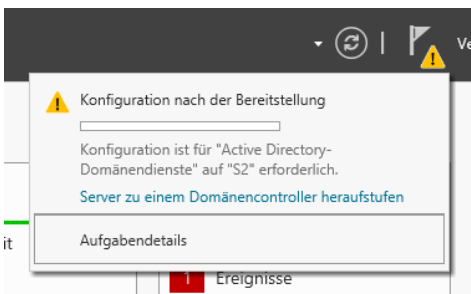 Ve
Konfiguration nach der Bereitstellung
Konfiguration ist für "Active Directory-
Domänendienste" auf "S2" erforderlich.
Server zu einem Domänencontroller heraufstufen
Aufgabendetails
it
1 Ereignisse